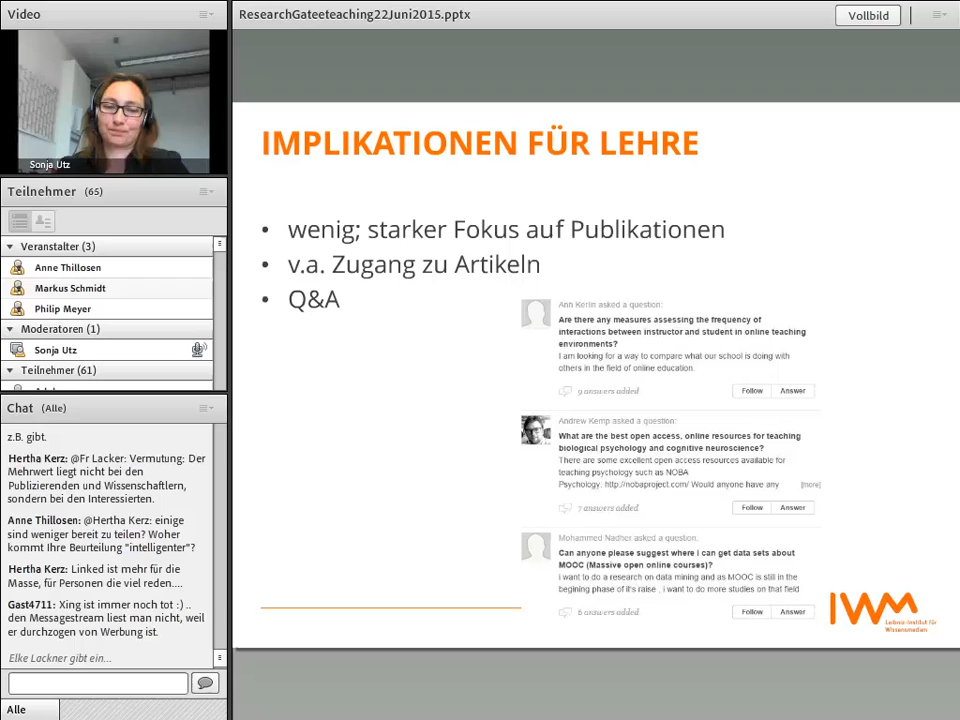 Video
Sonja Utz
Teilnehmer (65)
Veranstalter (3)
Anne Thillosen
Markus Schmidt
Philip Meyer
Moderatoren (1)
Sonja Utz
Teilnehmer (61)
Chat (Alle)
z.B. gibt.
Hertha Kerz: @Fr Lacker: Vermutung: Der
Mehrwert liegt nicht bei den
Publizierenden und Wissenschaftlern,
sondern bei den Interessierten.
Anne Thillosen: @Hertha Kerz: einige
sind weniger bereit zu teilen? Woher
kommt Ihre Beurteilung "intelligenter"?
Hertha Kerz: Linked ist mehr für die
Masse, für Personen die viel reden....
Gast4711: Xing ist immer noch tot :) ..
den Messagestream liest man nicht, weil
er durchzogen von Werbung ist.
Elke Lackner gibt ein...
Alle
ResearchGateeteaching22Juni2015.pptx
Vollbild
IMPLIKATIONEN FÜR LEHRE
• wenig; starker Fokus auf Publikationen
• v.a. Zugang zu Artikeln
• Q&A
Ann Kerlin asked a question:
Are there any measures assessing the frequency of
interactions between instructor and student in online teaching
environments?
I am looking for a way to compare what our school is doing with
others in the field of online education.
9 answers added
Follow Answer
Andrew Kemp asked a question:
What are the best open access, online resources for teaching
biological psychology and cognitive neuroscience?
There are some excellent open access resources available for
teaching psychology such as NOBA
Psychology: http://nobaproject.com/ Would anyone have any [more]
7 answers added
Follow Answer
Mohammed Nadher asked a question:
Can anyone please suggest where i can get data sets about
MOOC (Massive open online courses)?
i want to do a research on data mining and as MOOC is still in the
begining phase of it's raise , i want to do more studies on that field
6 answers added
Follow Answer
IWM
Leibniz-Institut für
Wissensmedien